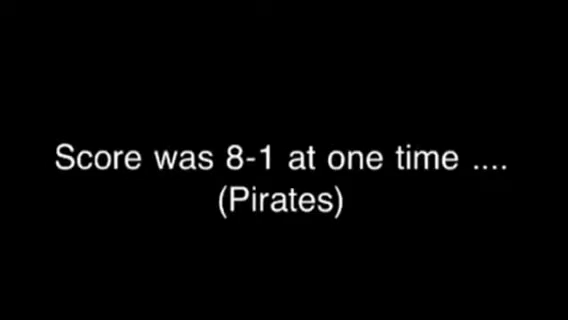 Score was 8-1 at one time ....
(Pirates)